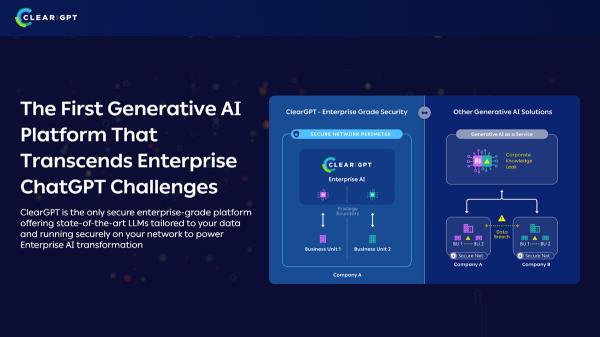 CLEAR|GPT
The First Generative AI
Platform That
Transcends Enterprise
ChatGPT Challenges
ClearGPT is the only secure enterprise-grade platform
offering state-of-the-art LLMs tailored to your data
and running securely on your network to power
Enterprise AI transformation
ClearGPT - Enterprise Grade Security
SECURE NETWORK PERIMETER
CLEAR|GPT
Enterprise AI
Privilege
Boundary
Business Unit 1
Business Unit 2
Company A
Other Generative AI Solutions
Generative AI as a Service
Corporate
Knowledge
Leak
Data
Breach
BU 1
BU 2
BU 1
BU 2
Secure Net
Secure Net
Company A
Company B